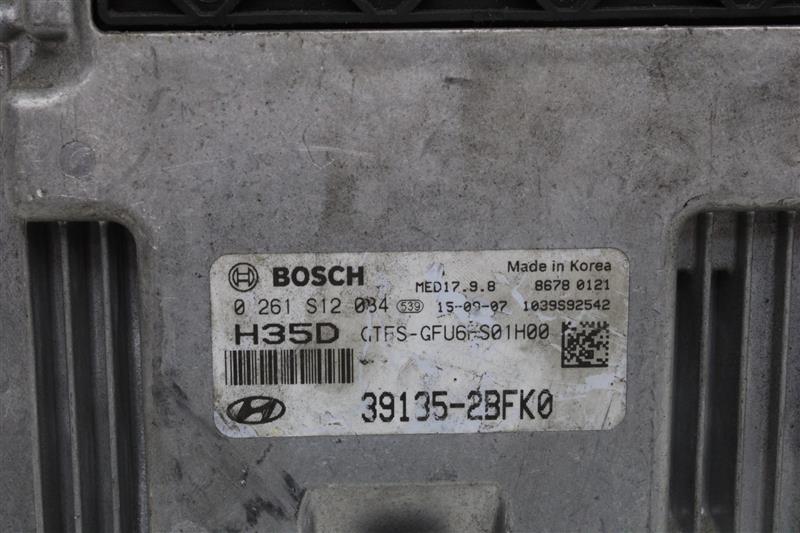 BOSCH MED17.9.8 Made in Korea
8678 0121
0 261 S12 034 539 15-09-07 1039S92542
H35D
39135-2BFK0